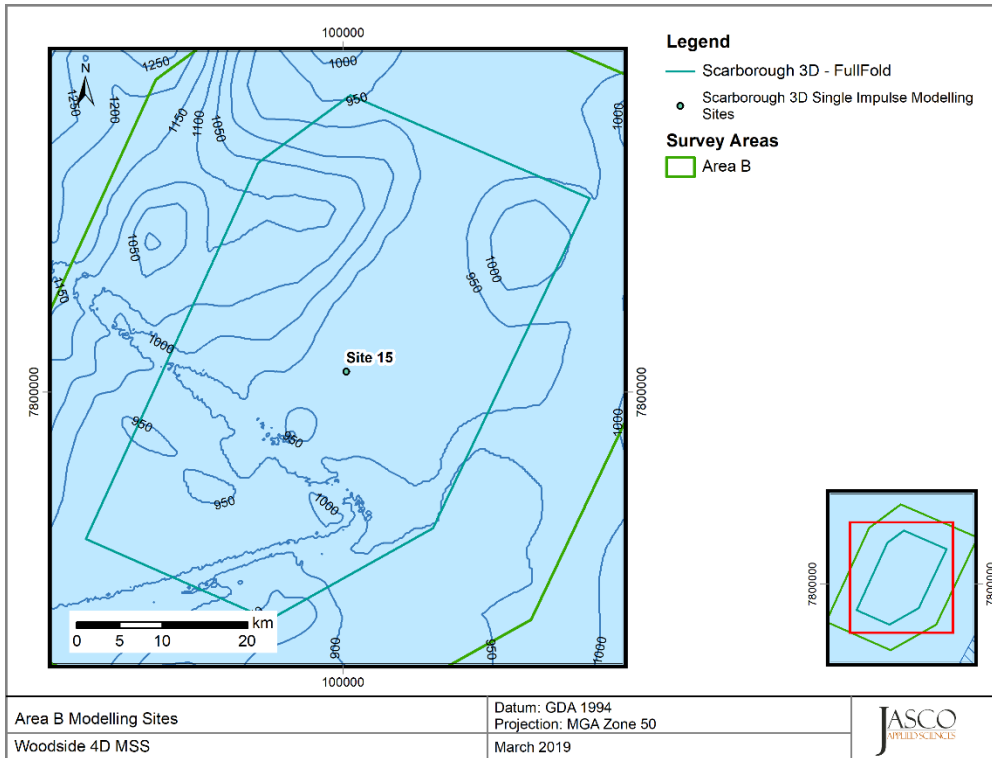 100000
Legend
Scarborough 3D - FullFold
Scarborough 3D Single Impulse Modelling
Sites
Survey Areas
Area B
N
1250
1250
1200
1150
1100
1050
1000
950
1000
1050
1150
1000
950
1000
Site 15
7800000
7800000
1000
950
950
950
1000
km
0 5 10 20
900
950
1000
100000
7800000
7800000
Area B Modelling Sites
Datum: GDA 1994
Projection: MGA Zone 50
Woodside 4D MSS
March 2019
JASCO
APPLIED SCIENCES